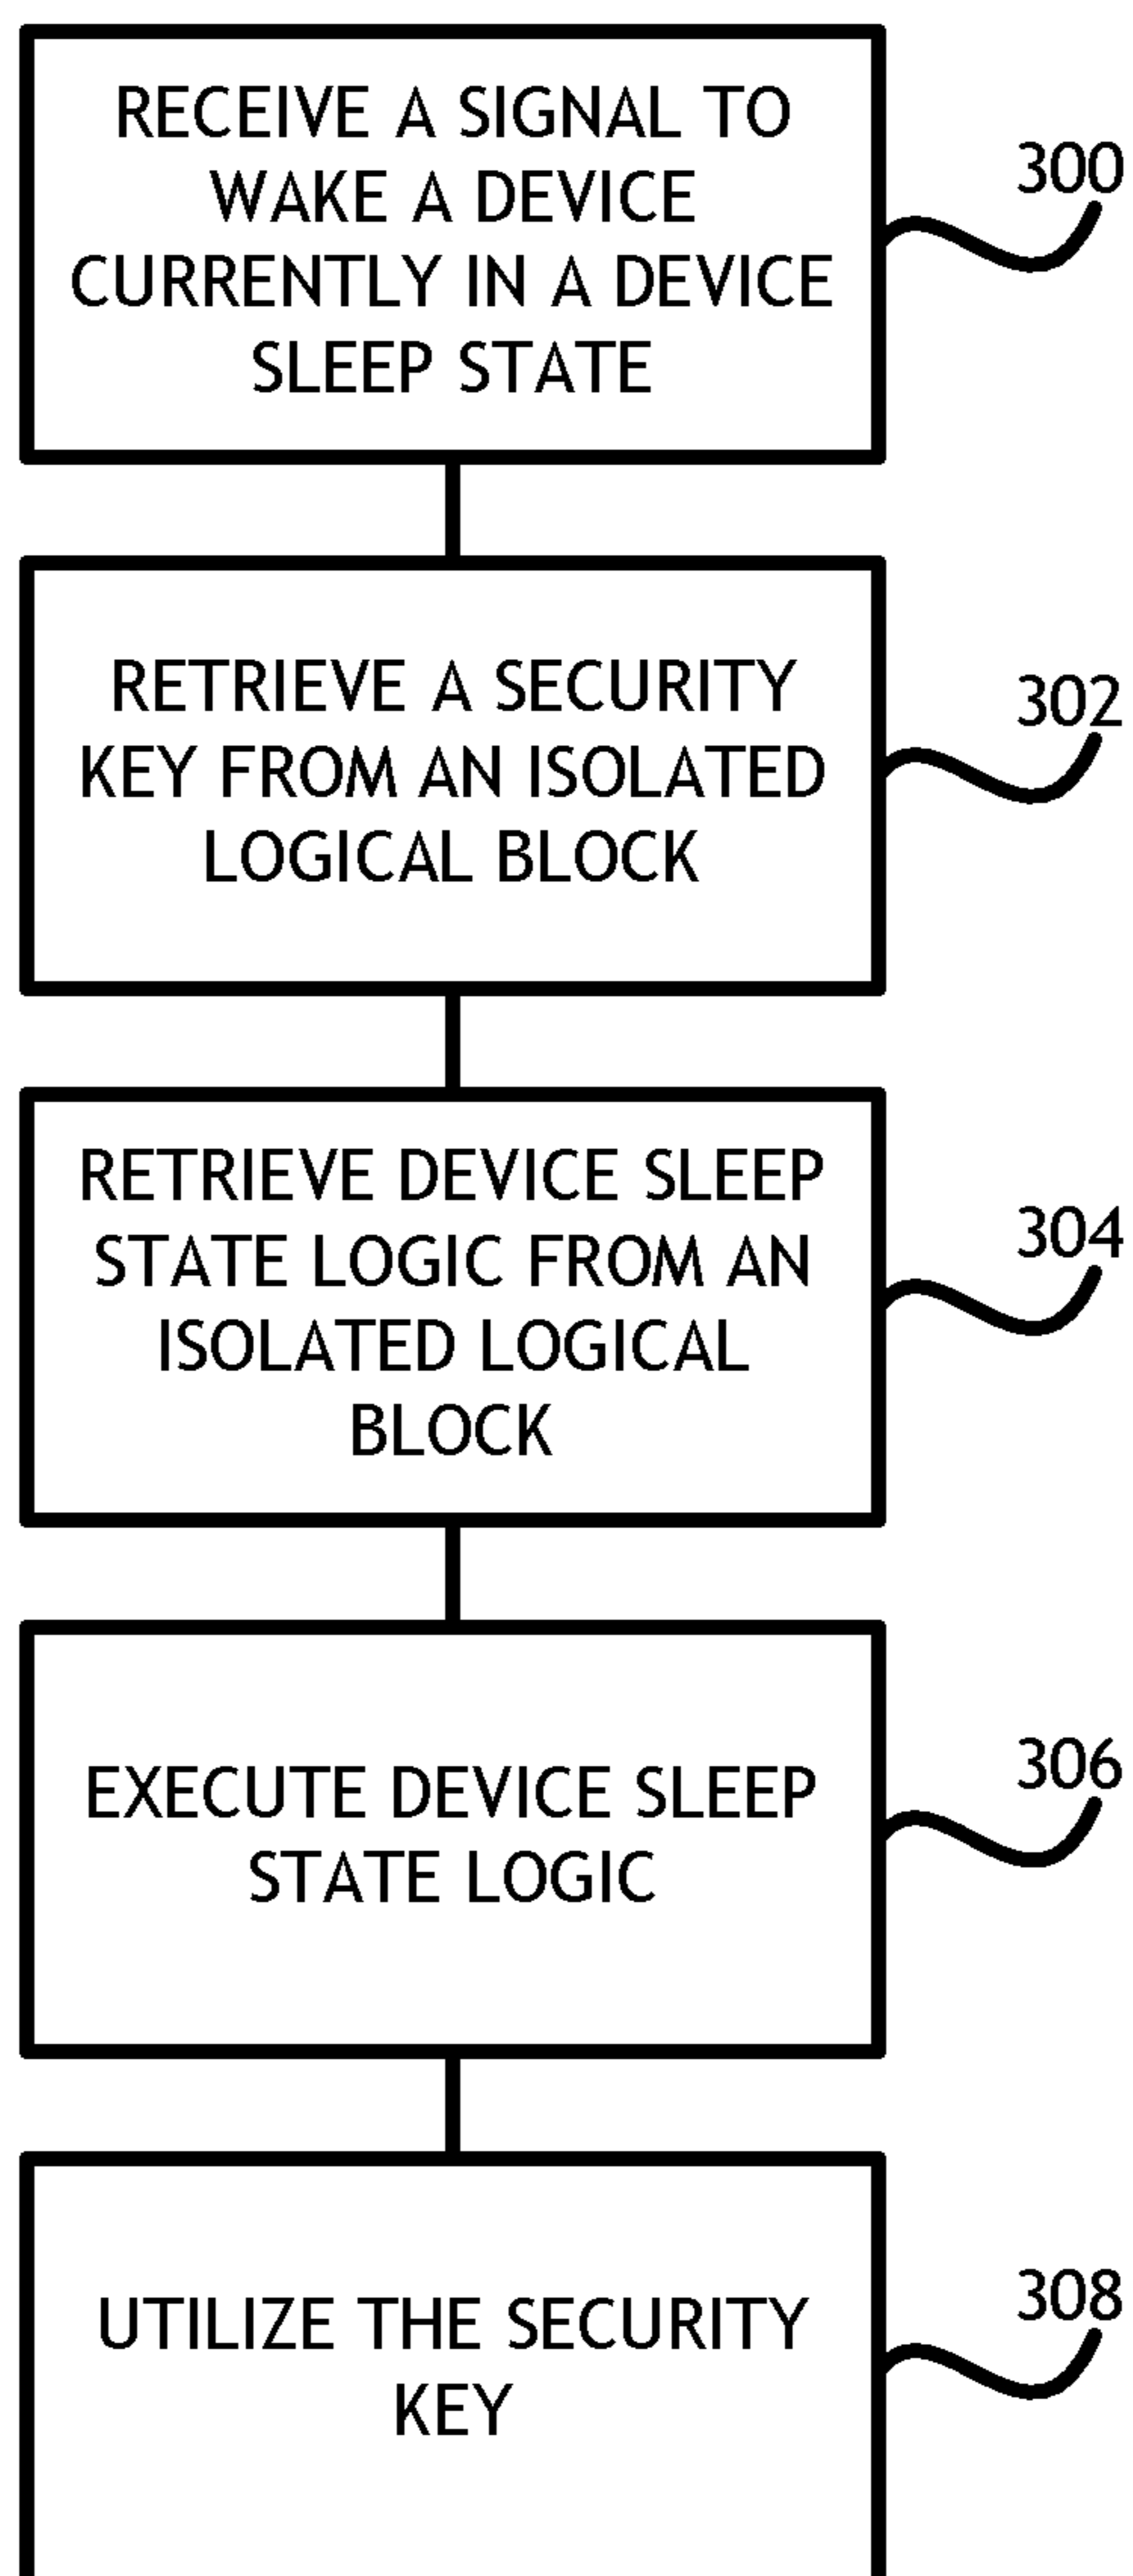 RECEIVE A SIGNAL TO
WAKE A DEVICE
CURRENTLY IN A DEVICE
SLEEP STATE
300
RETRIEVE A SECURITY
KEY FROM AN ISOLATED
LOGICAL BLOCK
302
RETRIEVE DEVICE SLEEP
STATE LOGIC FROM AN
ISOLATED LOGICAL
BLOCK
304
EXECUTE DEVICE SLEEP
STATE LOGIC
306
UTILIZE THE SECURITY
KEY
308